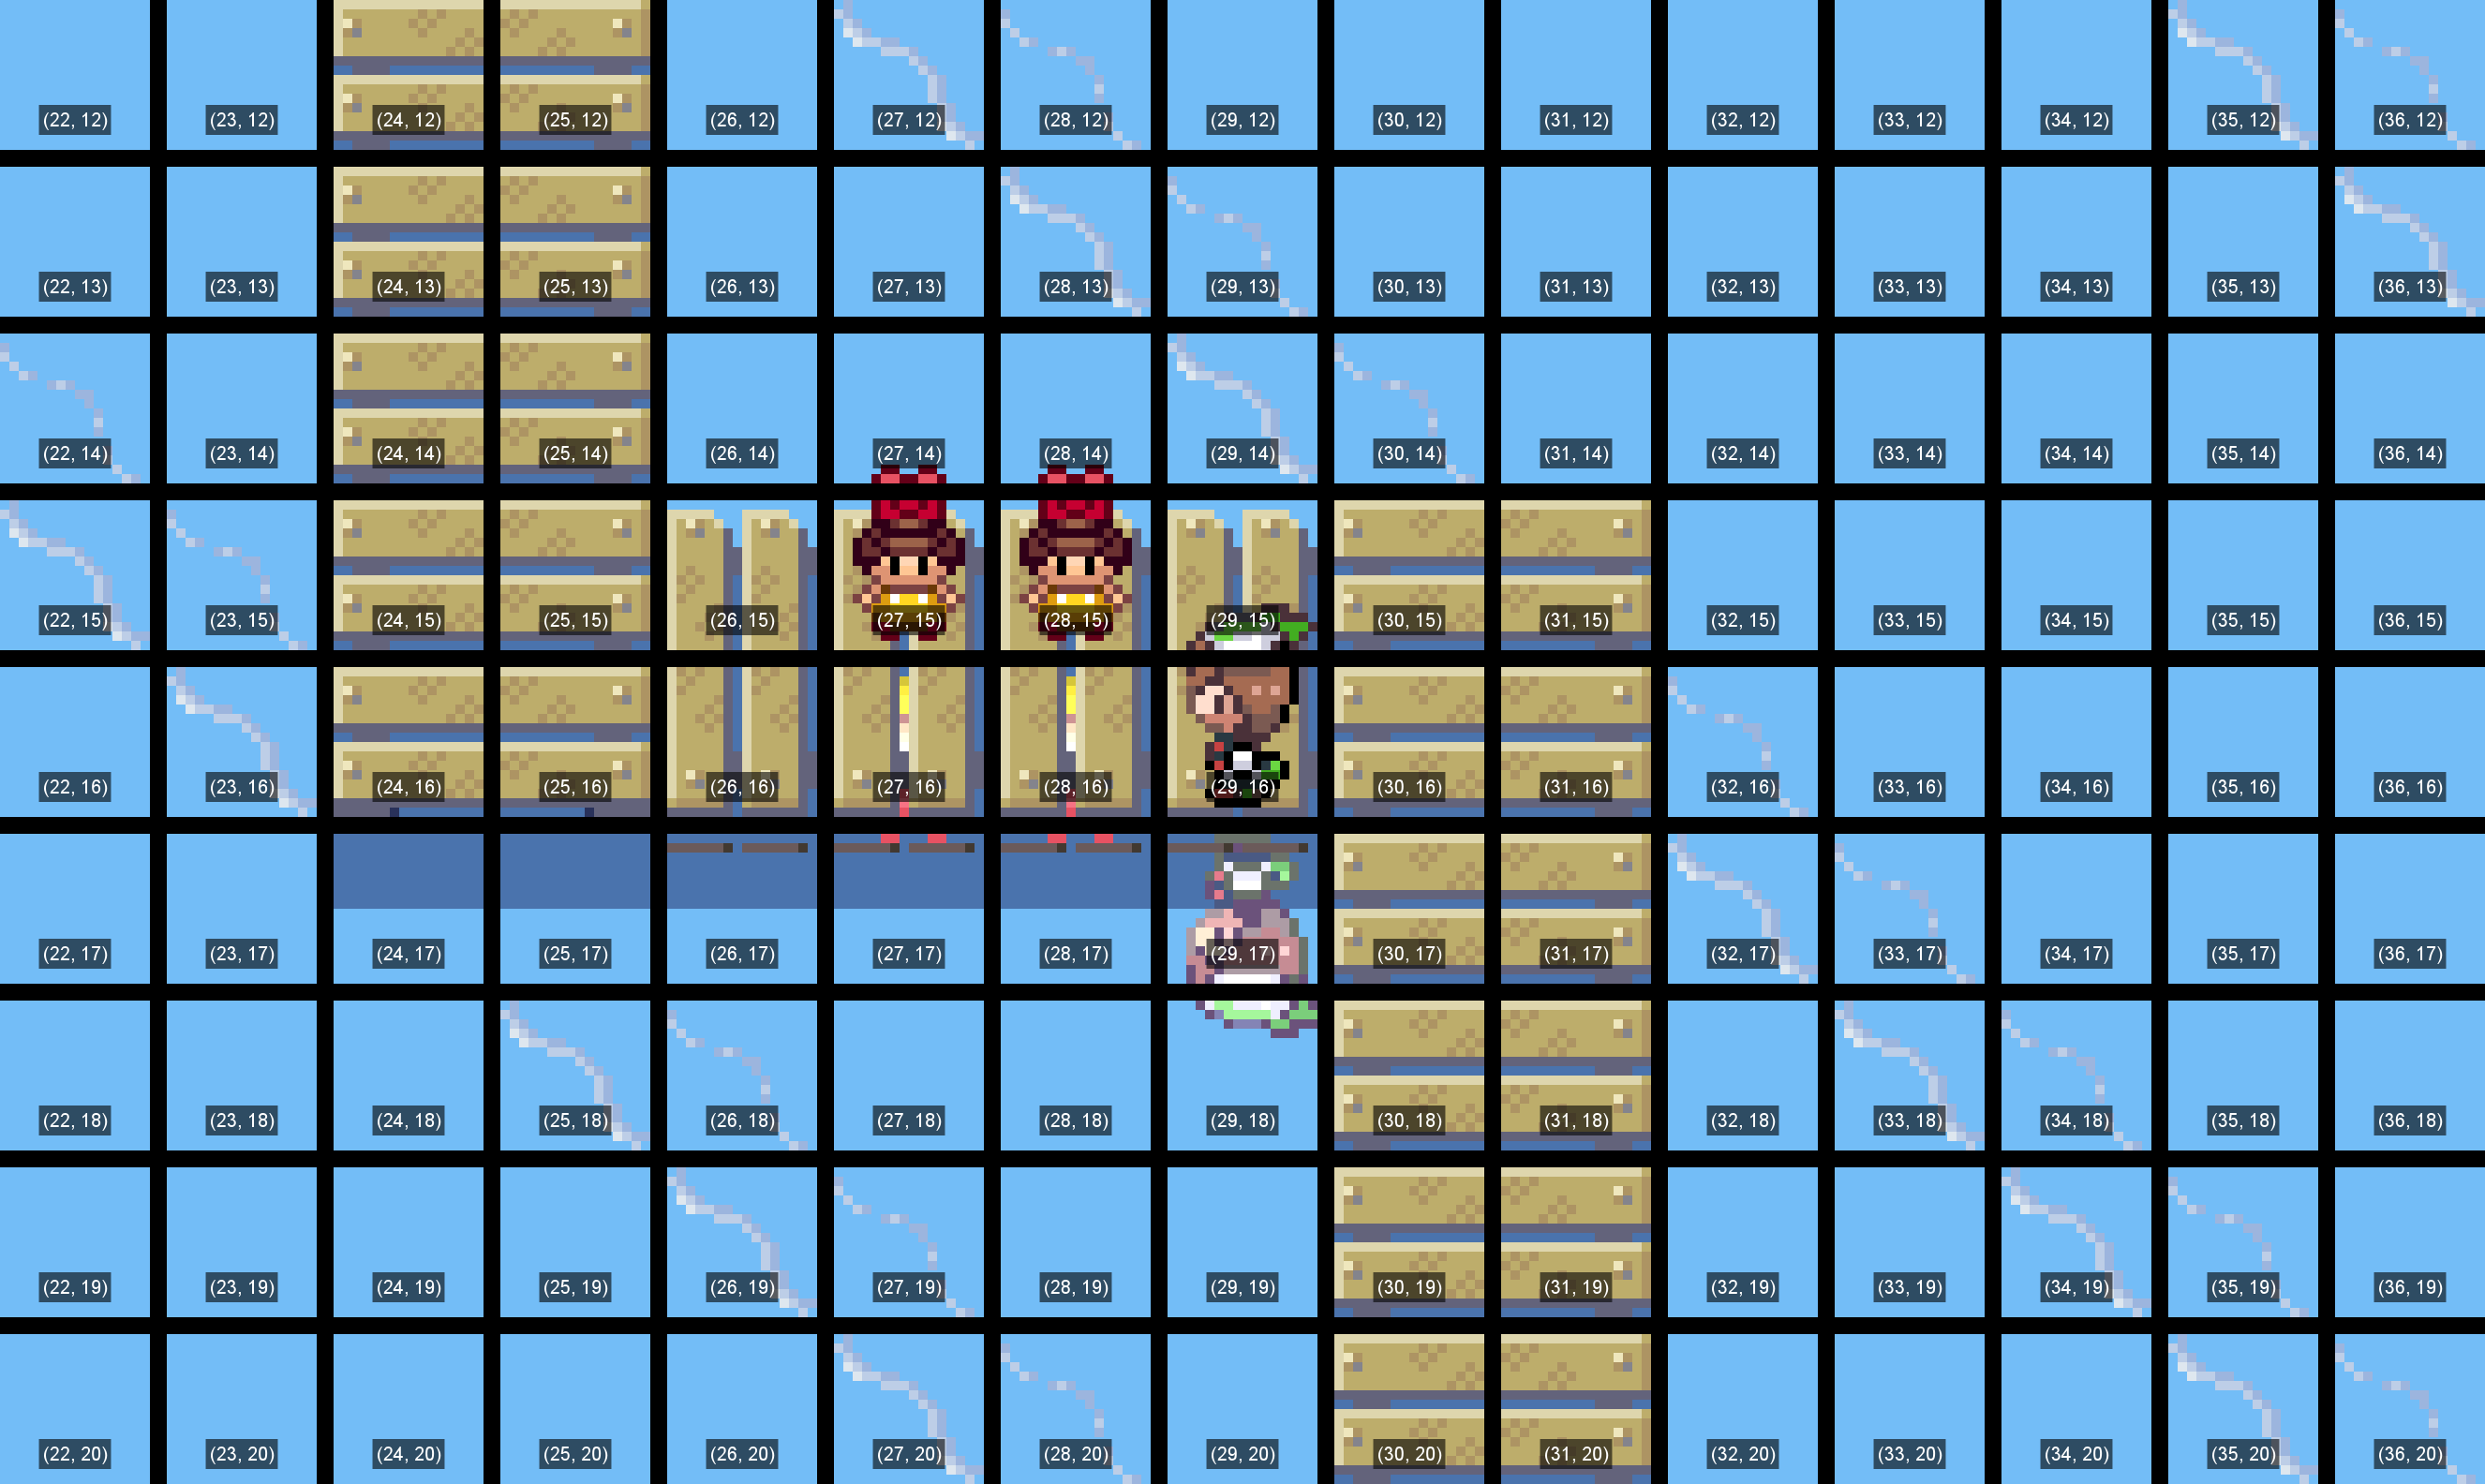 (22, 12) (23, 12) (24, 12) (25, 12) (26, 12) (27, 12) (28, 12) (29, 12) (30, 12) (31, 12) (32, 12) (33, 12) (34, 12) (35, 12) (36, 12)
(22, 13) (23, 13) (24, 13) (25, 13) (26, 13) (27, 13) (28, 13) (29, 13) (30, 13) (31, 13) (32, 13) (33, 13) (34, 13) (35, 13) (36, 13)
(22, 14) (23, 14) (24, 14) (25, 14) (26, 14) (27, 14) (28, 14) (29, 14) (30, 14) (31, 14) (32, 14) (33, 14) (34, 14) (35, 14) (36, 14)
(22, 15) (23, 15) (24, 15) (25, 15) (26, 15) (27, 15) (28, 15) (29, 15) (30, 15) (31, 15) (32, 15) (33, 15) (34, 15) (35, 15) (36, 15)
(22, 16) (23, 16) (24, 16) (25, 16) (26, 16) (27, 16) (28, 16) (29, 16) (30, 16) (31, 16) (32, 16) (33, 16) (34, 16) (35, 16) (36, 16)
(22, 17) (23, 17) (24, 17) (25, 17) (26, 17) (27, 17) (28, 17) (29, 17) (30, 17) (31, 17) (32, 17) (33, 17) (34, 17) (35, 17) (36, 17)
(22, 18) (23, 18) (24, 18) (25, 18) (26, 18) (27, 18) (28, 18) (29, 18) (30, 18) (31, 18) (32, 18) (33, 18) (34, 18) (35, 18) (36, 18)
(22, 19) (23, 19) (24, 19) (25, 19) (26, 19) (27, 19) (28, 19) (29, 19) (30, 19) (31, 19) (32, 19) (33, 19) (34, 19) (35, 19) (36, 19)
(22, 20) (23, 20) (24, 20) (25, 20) (26, 20) (27, 20) (28, 20) (29, 20) (30, 20) (31, 20) (32, 20) (33, 20) (34, 20) (35, 20) (36, 20)